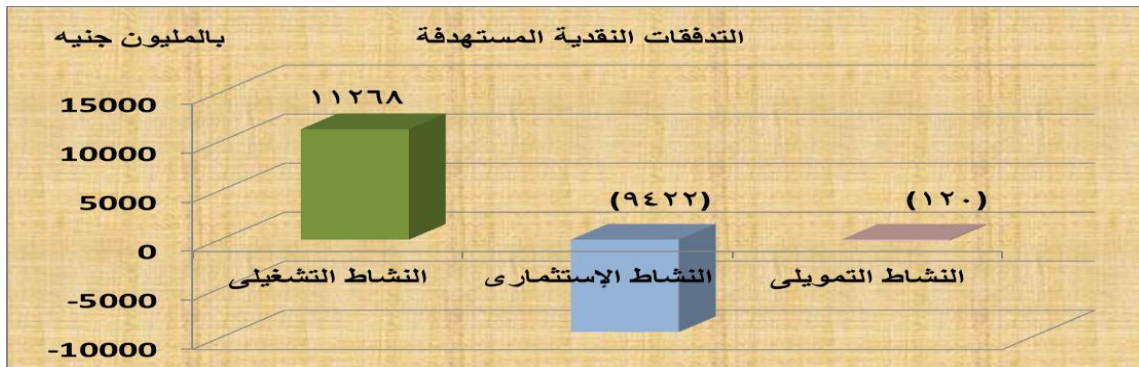 التدفقات النقدية المستهدفة
بالمليون جنيه
15000
10000
5000
0
-5000
-10000
١١٢٦٨
(٩٤٢٢)
(١٢٠)
النشاط التشغيلى
النشاط الإستثمارى
النشاط التمويلى